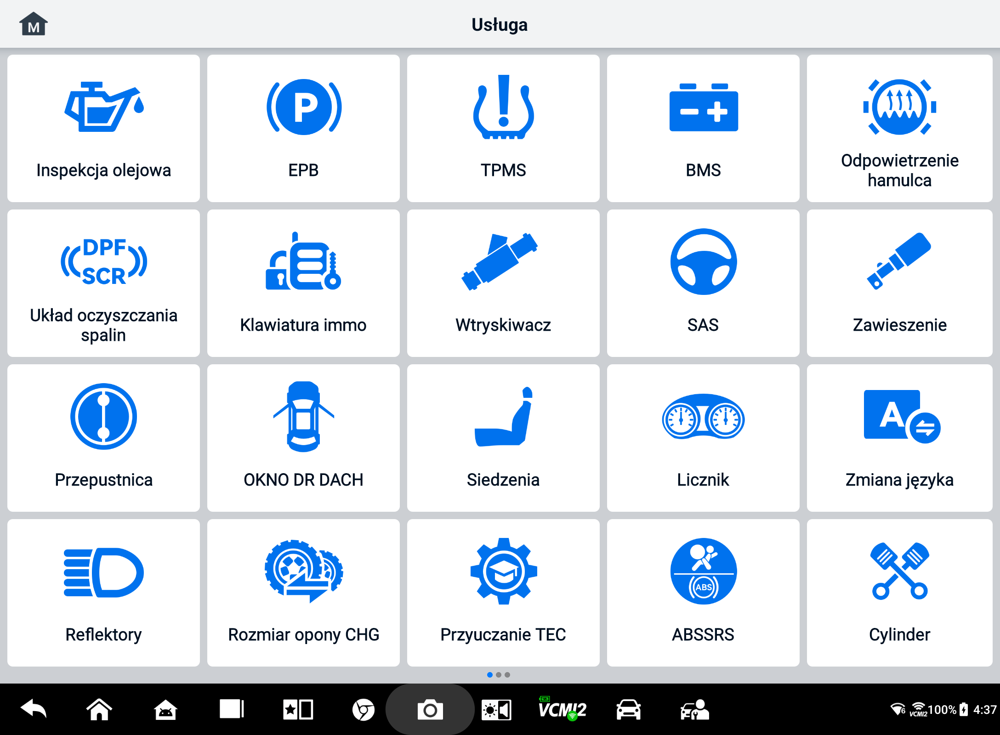 M
Usługa
P
Inspekcja olejowa
EPB
TPMS
BMS
Odpowietrzenie
hamulca
DPF
SCR
Układ oczyszczania
spalin
Klawiatura immo
Wtryskiwacz
SAS
Zawieszenie
A
Przepustnica
OKNO DR DACH
Siedzenia
Licznik
Zmiana języka
ABS
Reflektory
Rozmiar opony CHG
Przyuczanie TEC
ABSSRS
Cylinder
VCMI2
6
VCMI2
100%
4:37